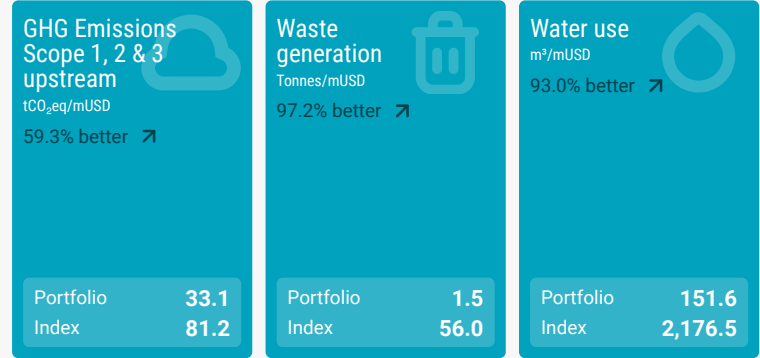 GHG Emissions
Scope 1, 2 & 3
upstream
tCO₂eq/mUSD
59.3% better
Portfolio 33.1
Index 81.2
Waste
generation
Tonnes/mUSD
97.2% better
Portfolio 1.5
Index 56.0
Water use
m³/mUSD
93.0% better
Portfolio 151.6
Index 2,176.5